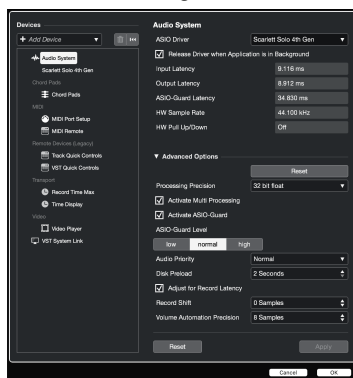 Devices
Add Device
Audio System
Scarlett Solo 4th Gen
Chord Pads
Chord Pads
MIDI
MIDI Port Setup
MIDI Remote
Remote Devices (Legacy)
Track Quick Controls
VST Quick Controls
Transport
Record Time Max
Time Display
Video
Video Player
VST System Link
Audio System
ASIO Driver Scarlett Solo 4th Gen
Release Driver when Application is in Background
Input Latency 9.116 ms
Output Latency 8.912 ms
ASIO-Guard Latency 34.830 ms
HW Sample Rate 44.100 kHz
HW Pull Up/Down Off
Advanced Options
Reset
Processing Precision 32 bit float
Activate Multi Processing
Activate ASIO-Guard
ASIO-Guard Level
low normal high
Audio Priority Normal
Disk Preload 2 Seconds
Adjust for Record Latency
Record Shift 0 Samples
Volume Automation Precision 8 Samples
Reset Apply
Cancel OK